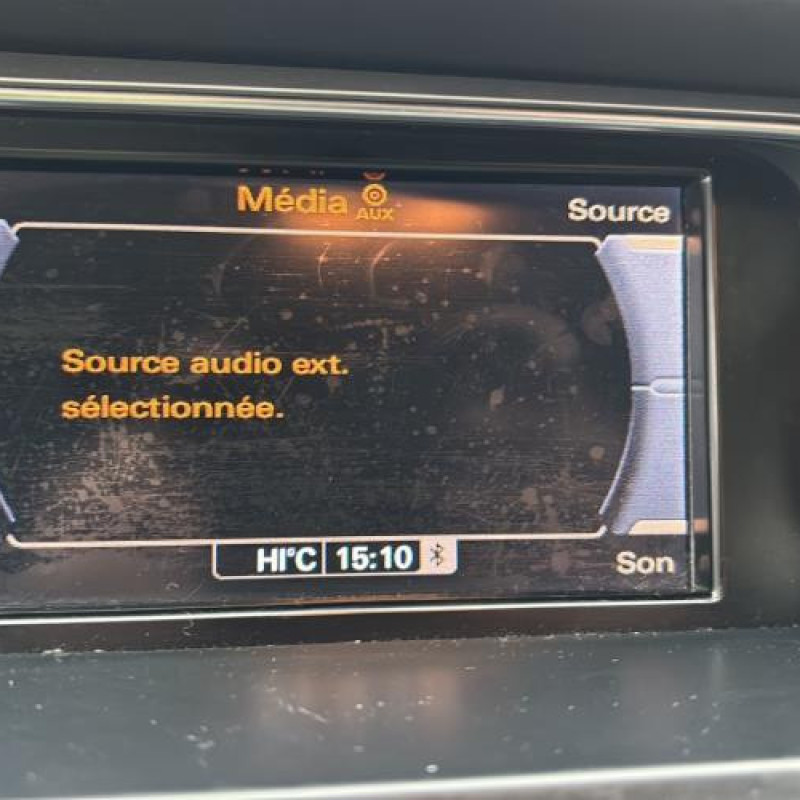 Média AUX
Source
Source audio ext.
sélectionnée.
HI°C 15:10
Son